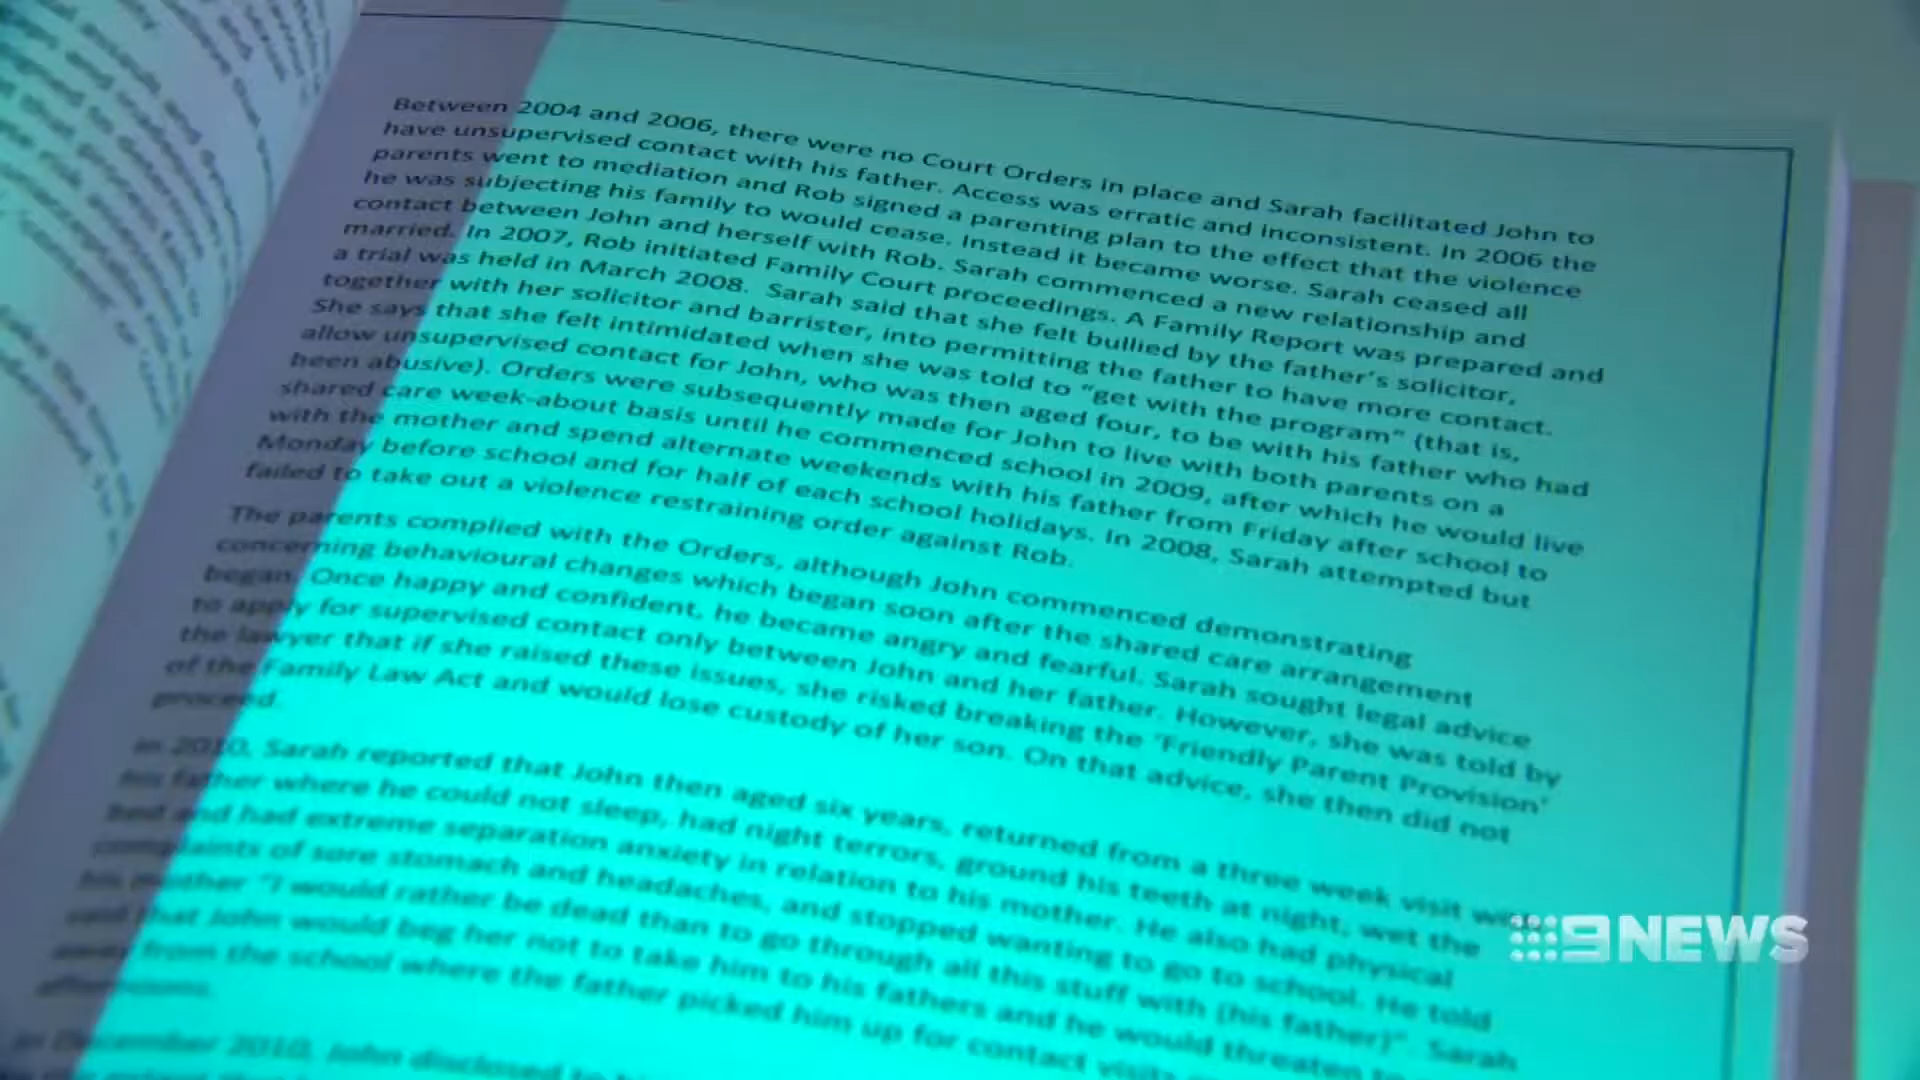 Between 2004 and 2006, there were no Court Orders in place and Sarah facilitated John to
have unsupervised contact with his father. Access was erratic and inconsistent. In 2006 the
parents went to mediation and Rob signed a parenting plan to the effect that the violence
he was subjecting his family to would cease. Instead it became worse. Sarah ceased all
contact between John and herself with Rob. Sarah commenced a new relationship and
married. In 2007, Rob initiated Family Court proceedings. A Family Report was prepared and
a trial was held in March 2008. Sarah said that she felt bullied by the father's solicitor,
together with her solicitor and barrister, into permitting the father to have more contact.
She says that she felt intimidated when she was told to "get with the program" (that is,
allow unsupervised contact for John, who was then aged four, to be with his father who had
been abusive). Orders were subsequently made for John to live with both parents on a
shared care week-about basis until he commenced school in 2009, after which he would live
with the mother and spend alternate weekends with his father from Friday after school to
Monday before school and for half of each school holidays. In 2008, Sarah attempted but
failed to take out a violence restraining order against Rob.
The parents complied with the Orders, although John commenced demonstrating
concerning behavioural changes which began soon after the shared care arrangement
began. Once happy and confident, he became angry and fearful. Sarah sought legal advice
to apply for supervised contact only between John and her father. However, she was told by
the lawyer that if she raised these issues, she risked breaking the 'Friendly Parent Provision'
of the Family Law Act and would lose custody of her son. On that advice, she then did not
proceed.
In 2010, Sarah reported that John then aged six years, returned from a three week visit
his father where he could not sleep, had night terrors, ground his teeth at night, wet the
bed and had extreme separation anxiety in relation to his mother. He also had physical
complaints of sore stomach and headaches, and stopped wanting to go to school. He told
his mother "I would rather be dead than to go through all this stuff with (his father)". Sarah
said that John would beg her not to take him to his fathers and he would threaten to
away from the school where the father picked him up for contact visits
afternoons.
In December 2010, John disclosed to
9NEWS